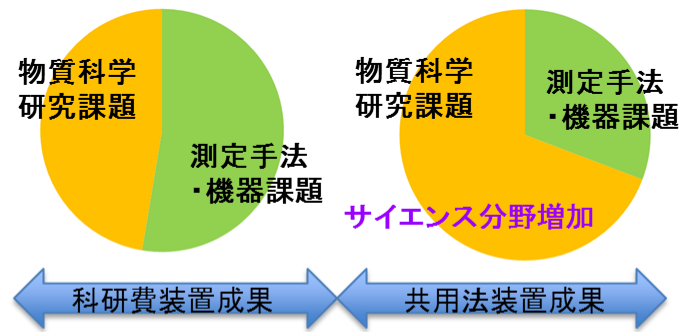 物質科学
研究課題
測定手法
・機器課題
物質科学
研究課題
測定手法
・機器課題
サイエンス分野増加
科研費装置成果
共用法装置成果